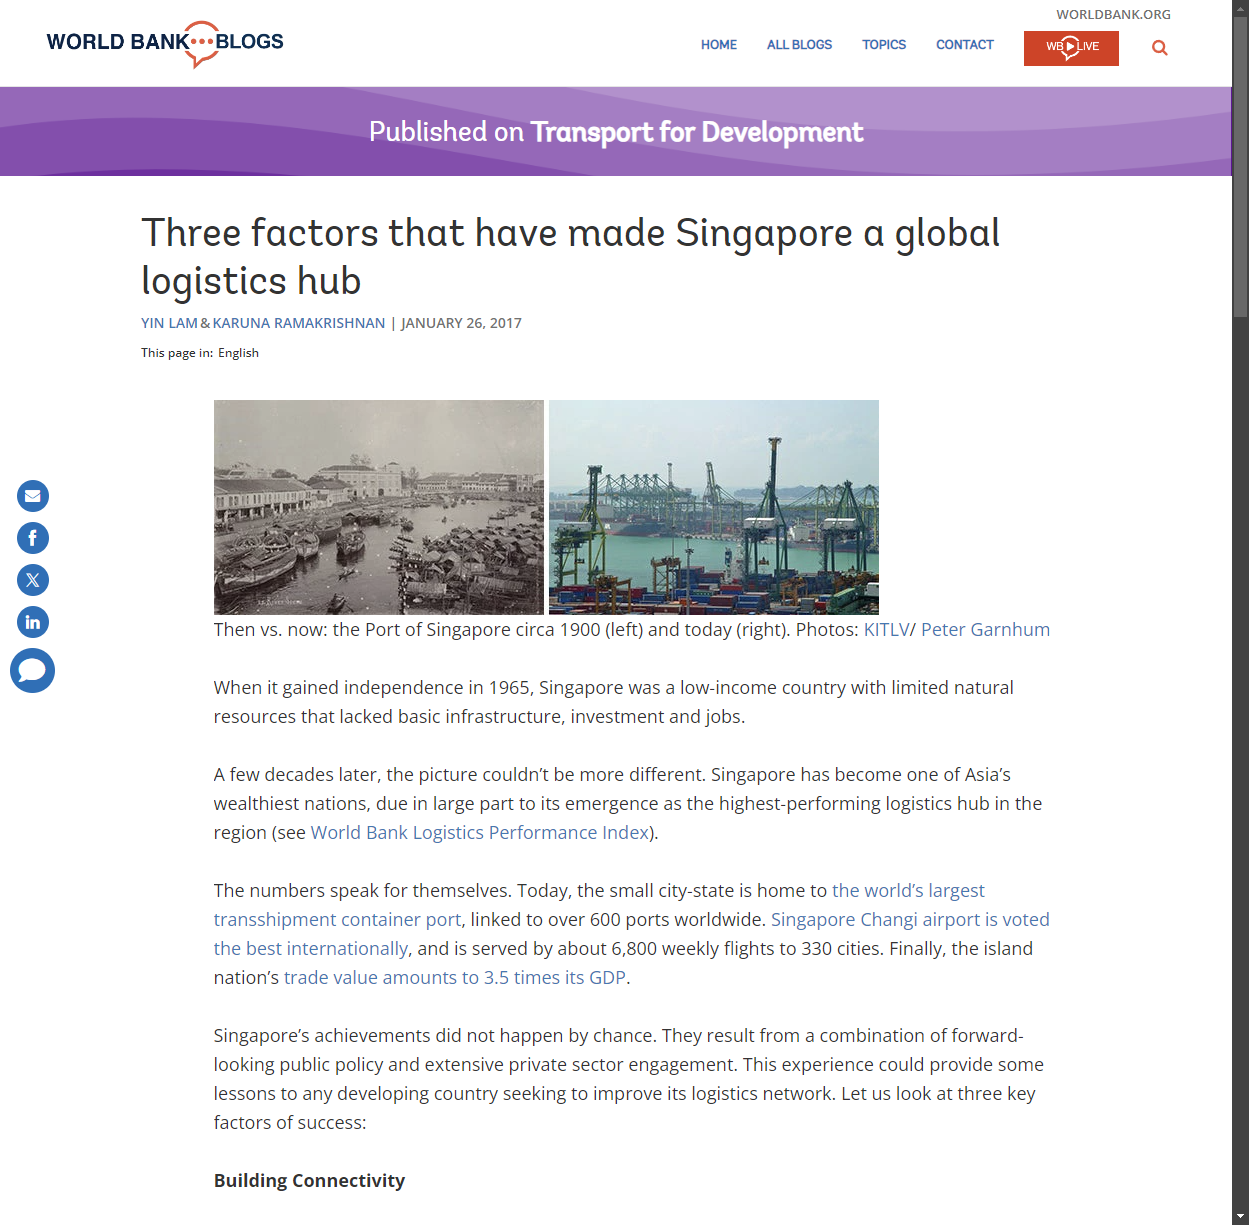 WORLDBANK.ORG
WORLD BANK BLOGS
HOME
ALL BLOGS
TOPICS
CONTACT
WB LIVE
Published on Transport for Development
Three factors that have made Singapore a global
logistics hub
YIN LAM & KARUNA RAMAKRISHNAN | JANUARY 26, 2017
This page in: English
Then vs. now: the Port of Singapore circa 1900 (left) and today (right). Photos: KITLV/ Peter Garnhum
When it gained independence in 1965, Singapore was a low-income country with limited natural
resources that lacked basic infrastructure, investment and jobs.
A few decades later, the picture couldn’t be more different. Singapore has become one of Asia’s
wealthiest nations, due in large part to its emergence as the highest-performing logistics hub in the
region (see World Bank Logistics Performance Index).
The numbers speak for themselves. Today, the small city-state is home to the world’s largest
transshipment container port, linked to over 600 ports worldwide. Singapore Changi airport is voted
the best internationally, and is served by about 6,800 weekly flights to 330 cities. Finally, the island
nation’s trade value amounts to 3.5 times its GDP.
Singapore’s achievements did not happen by chance. They result from a combination of forward-
looking public policy and extensive private sector engagement. This experience could provide some
lessons to any developing country seeking to improve its logistics network. Let us look at three key
factors of success:
Building Connectivity